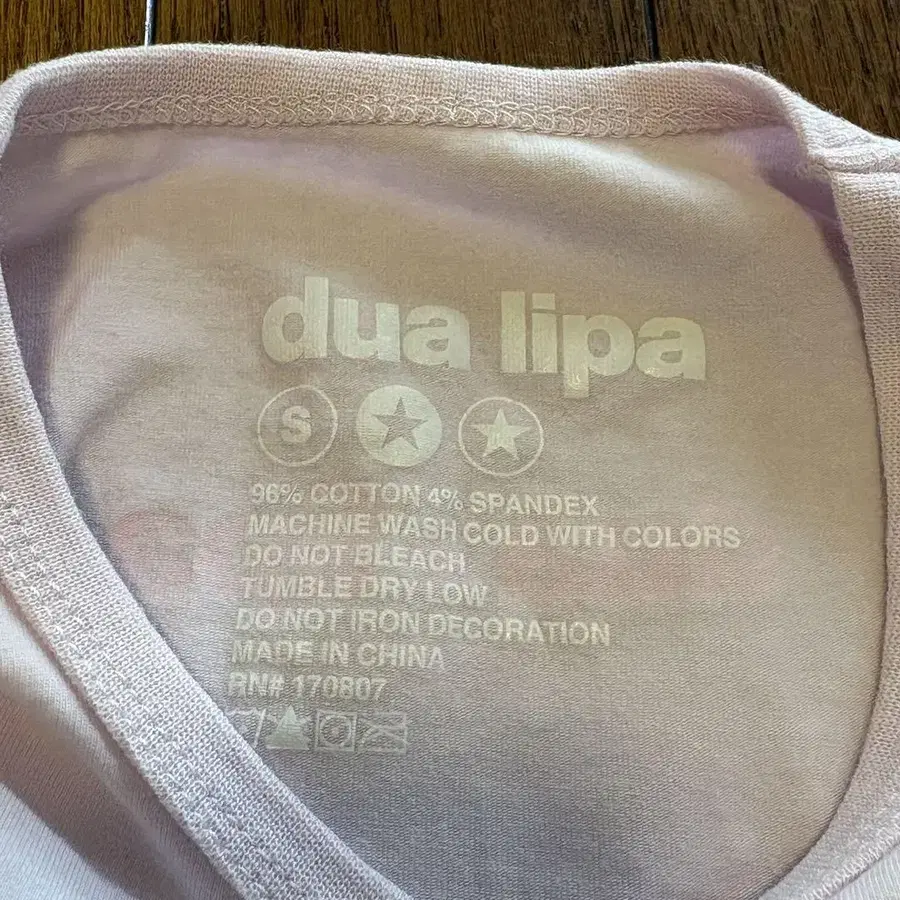 dua lipa
S
96% COTTON 4% SPANDEX
MACHINE WASH COLD WITH COLORS
DO NOT BLEACH
TUMBLE DRY LOW
DO NOT IRON DECORATION
MADE IN CHINA
RN# 170807